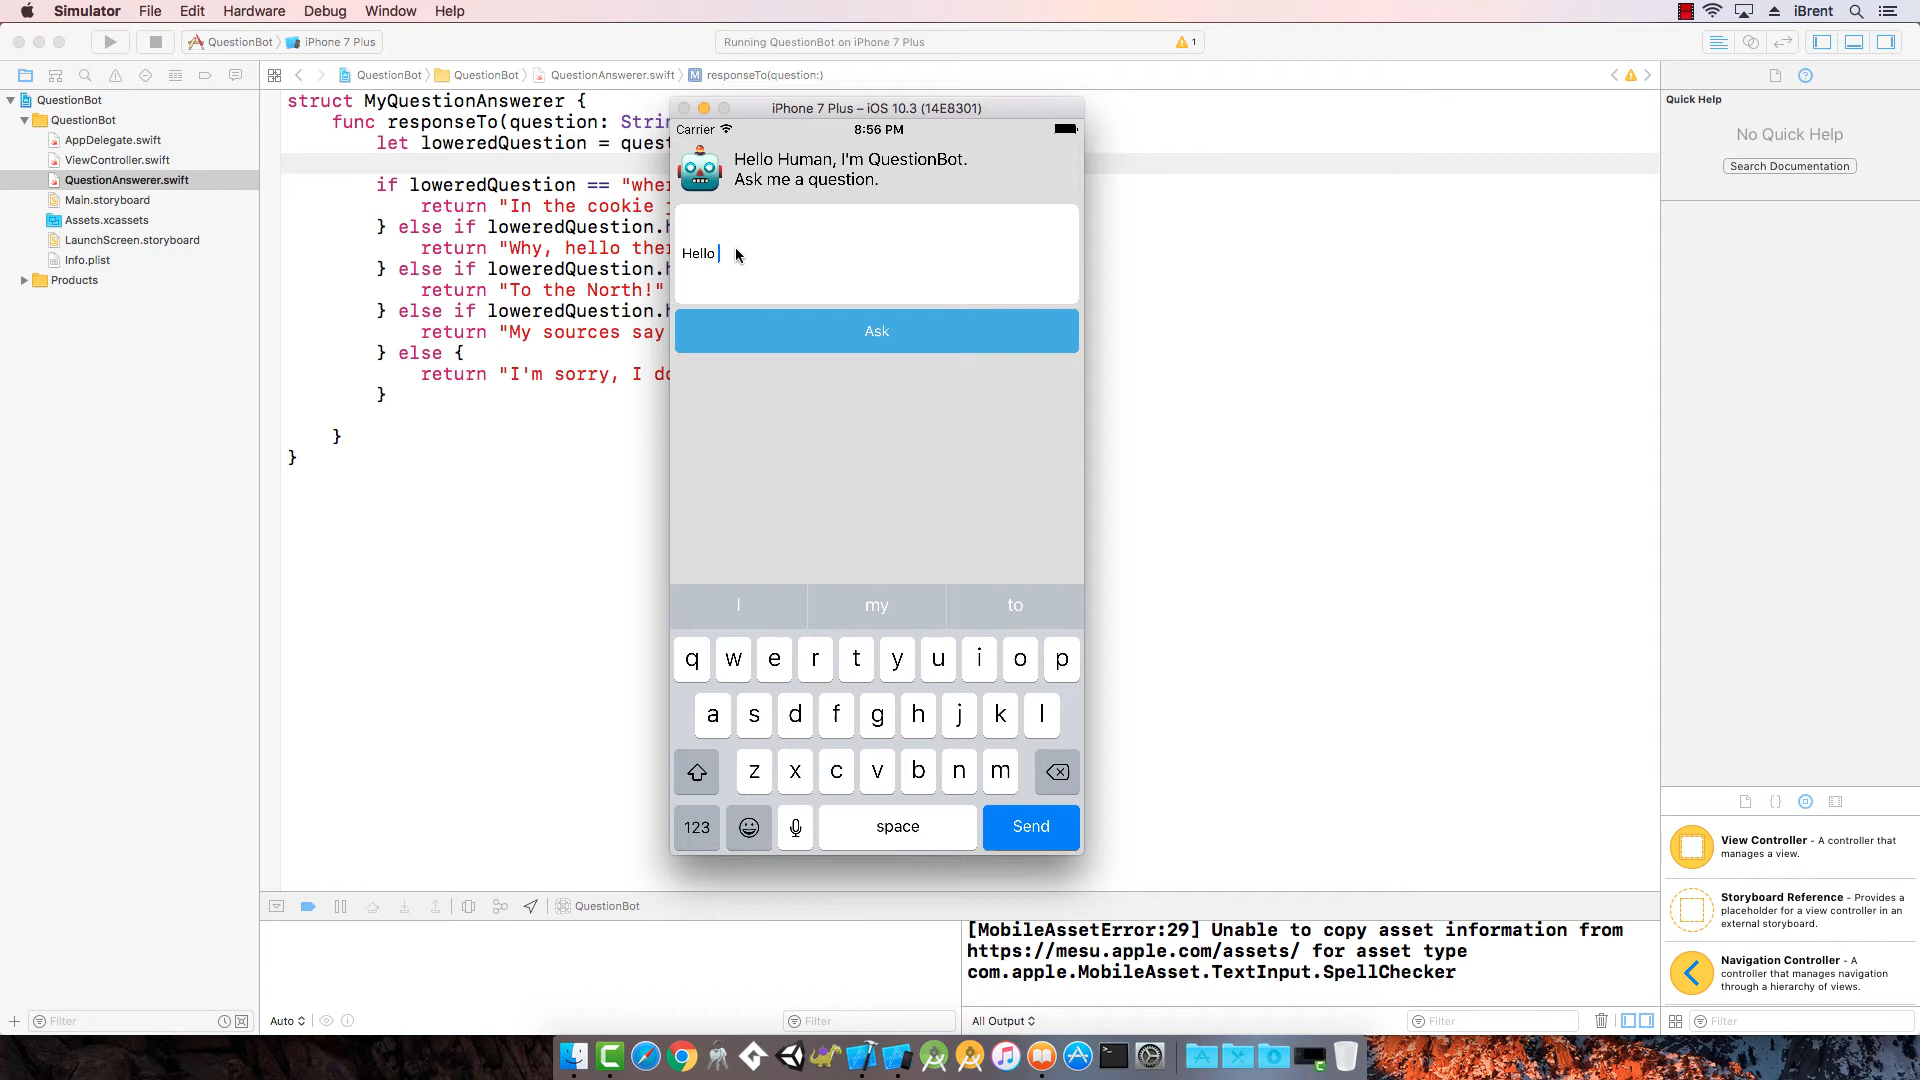 Simulator File Edit Hardware Debug Window Help iBrent
QuestionBot iPhone 7 Plus Running QuestionBot on iPhone 7 Plus 1
QuestionBot QuestionBot QuestionAnswerer.swift M responseTo(question:)
QuestionBot
QuestionBot
AppDelegate.swift
ViewController.swift
QuestionAnswerer.swift
Main.storyboard
Assets.xcassets
LaunchScreen.storyboard
Info.plist
Products
struct MyQuestionAnswerer {
func responseTo(question:
let loweredQuestion =
if loweredQuestion ==
return "In the cookie
} else if loweredQuestion.
return "Why, hello
} else if loweredQuestion.
return "To the North!"
} else if loweredQuestion.
return "My sources say
} else {
return "I'm sorry, I
}
}
}
iPhone 7 Plus – iOS 10.3 (14E8301)
Carrier 8:56 PM
Hello Human, I'm QuestionBot.
Ask me a question.
Hello
Ask
I my to
q w e r t y u i o p
a s d f g h j k l
z x c v b n m
123 space Send
Quick Help
No Quick Help
Search Documentation
View Controller - A controller that
manages a view.
Storyboard Reference - Provides a
placeholder for a view controller in an
external storyboard.
Navigation Controller - A
controller that manages navigation
through a hierarchy of views.
QuestionBot
[MobileAssetError:29] Unable to copy asset information from
https://mesu.apple.com/assets/ for asset type
com.apple.MobileAsset.TextInput.SpellChecker
Filter Auto Filter All Output Filter Filter